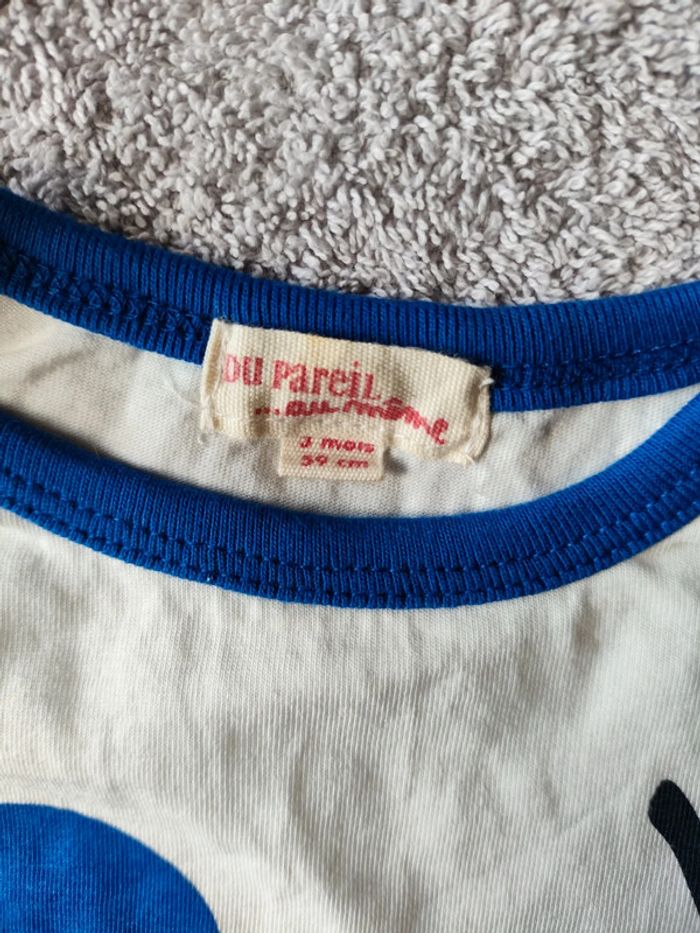 DU Pareil
...au même
3 mois
59 cm